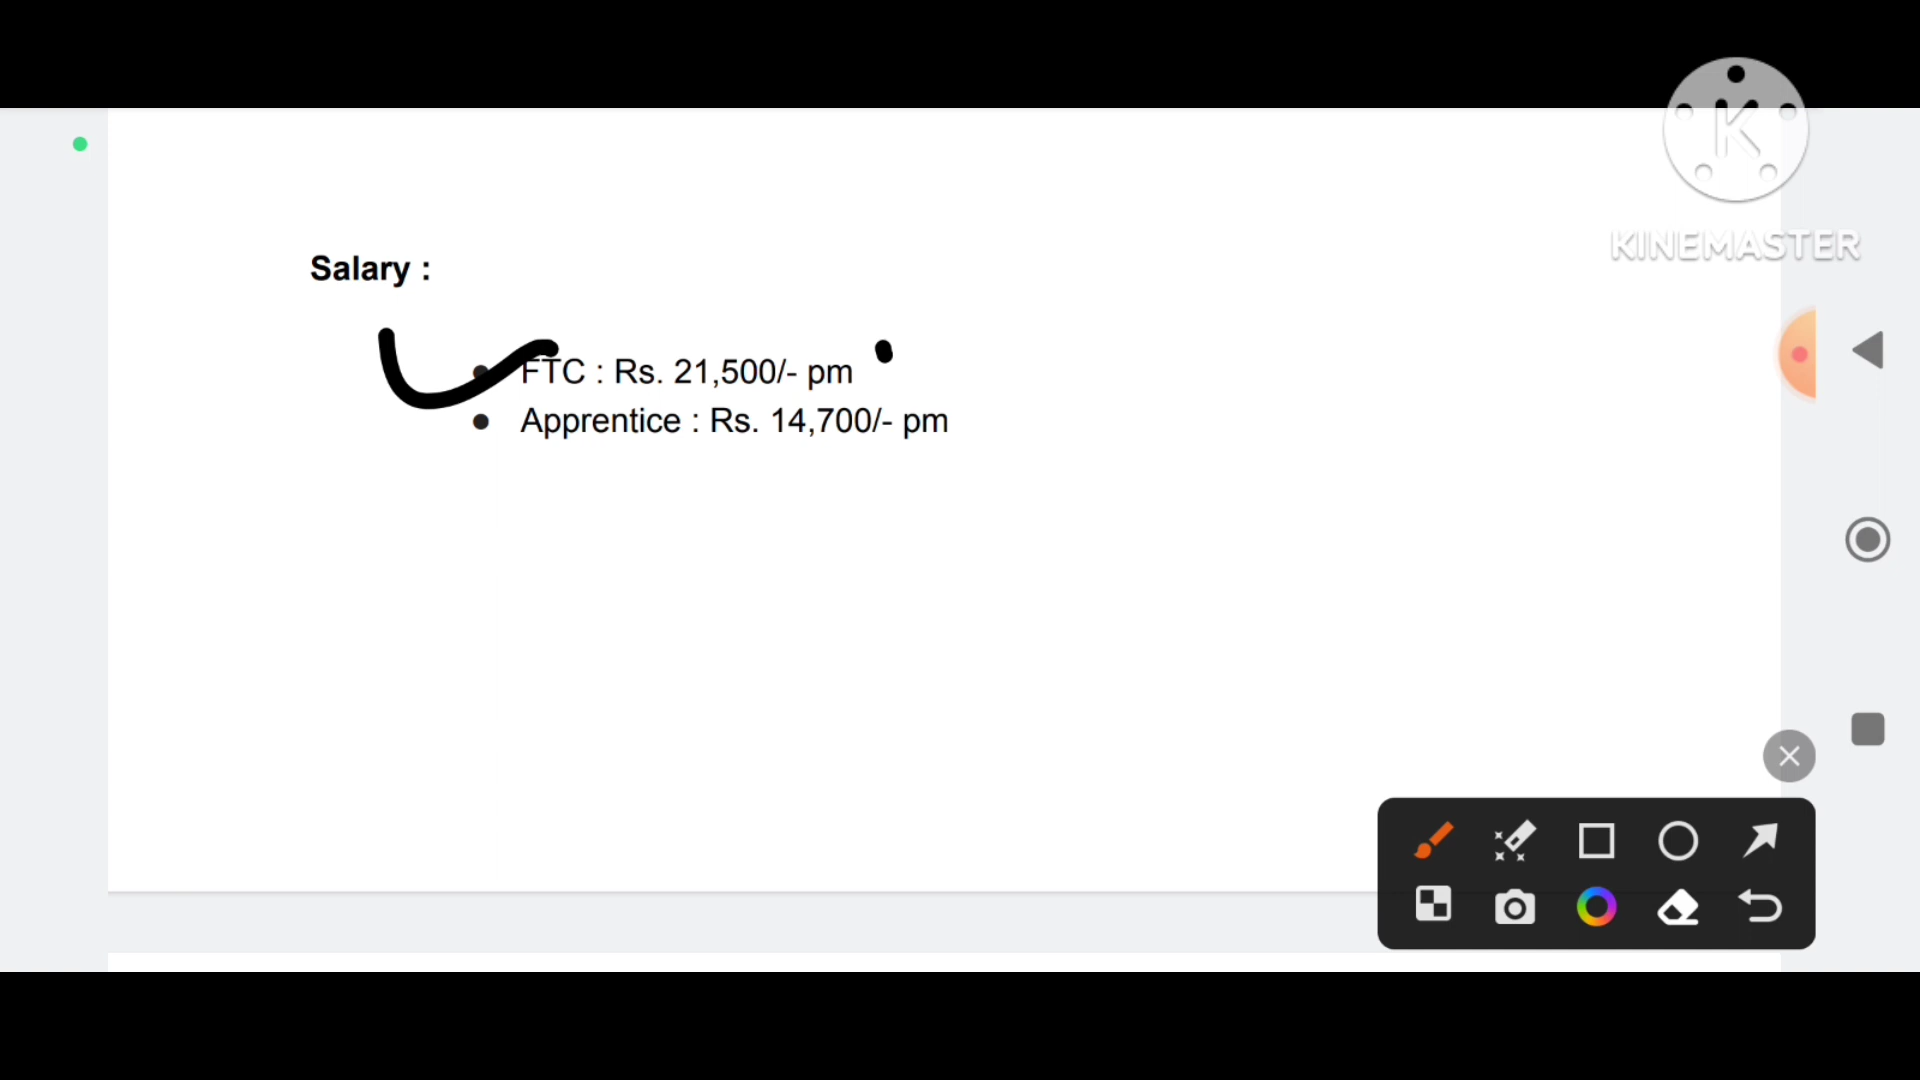 K
KINEMASTER
Salary :
● FTC : Rs. 21,500/- pm
● Apprentice : Rs. 14,700/- pm